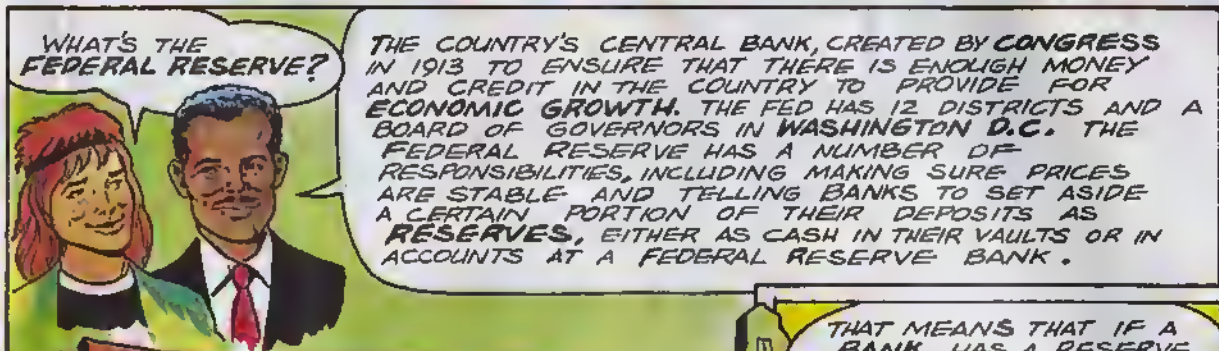 WHAT'S THE
FEDERAL RESERVE?
THE COUNTRY'S CENTRAL BANK, CREATED BY CONGRESS
IN 1913 TO ENSURE THAT THERE IS ENOUGH MONEY
AND CREDIT IN THE COUNTRY TO PROVIDE FOR
ECONOMIC GROWTH. THE FED HAS 12 DISTRICTS AND A
BOARD OF GOVERNORS IN WASHINGTON D.C. THE
FEDERAL RESERVE HAS A NUMBER OF
RESPONSIBILITIES, INCLUDING MAKING SURE PRICES
ARE STABLE AND TELLING BANKS TO SET ASIDE
A CERTAIN PORTION OF THEIR DEPOSITS AS
RESERVES, EITHER AS CASH IN THEIR VAULTS OR IN
ACCOUNTS AT A FEDERAL RESERVE BANK.
THAT MEANS THAT IF A
BANK HAS A RESERVE